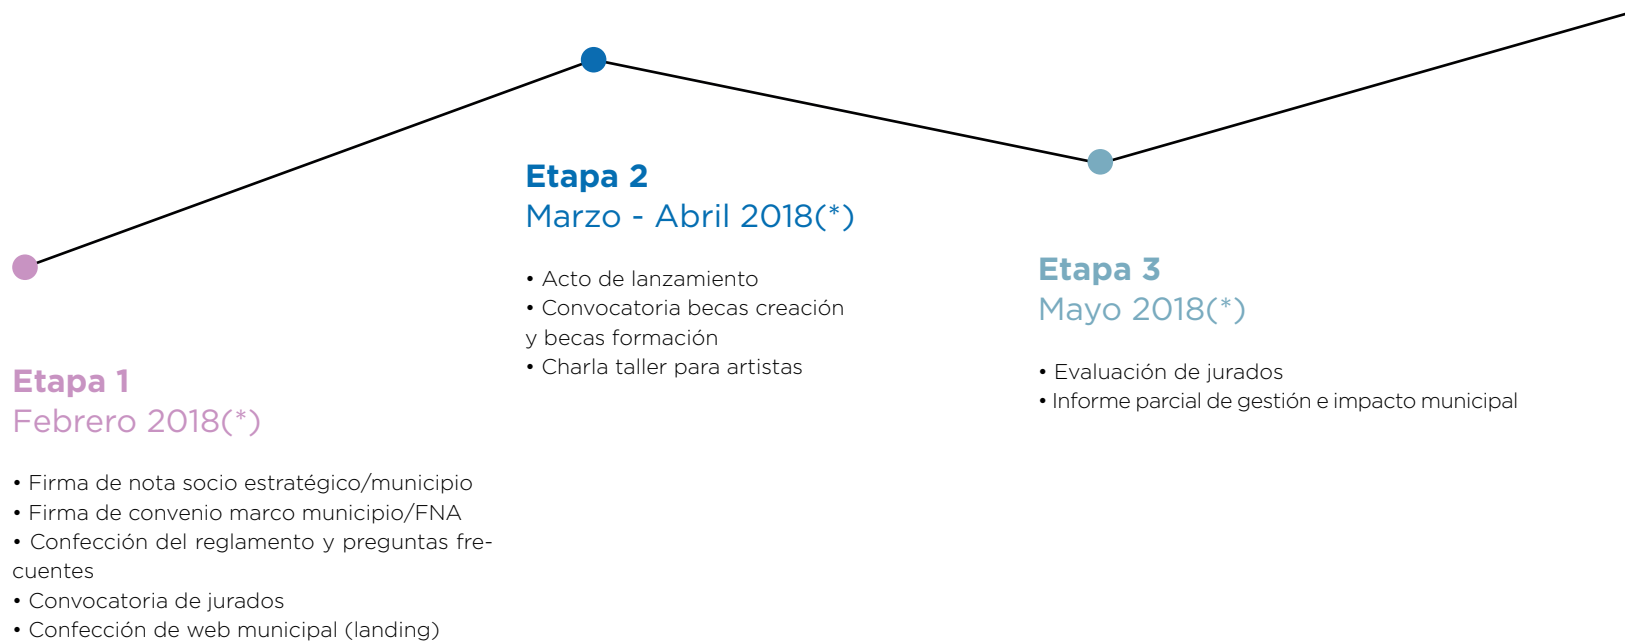 Etapa 1
Febrero 2018(*)
• Firma de nota socio estratégico/municipio
• Firma de convenio marco municipio/FNA
• Confección del reglamento y preguntas fre-
cuentes
• Convocatoria de jurados
• Confección de web municipal (landing)
Etapa 2
Marzo - Abril 2018(*)
• Acto de lanzamiento
• Convocatoria becas creación
y becas formación
• Charla taller para artistas
Etapa 3
Mayo 2018(*)
• Evaluación de jurados
• Informe parcial de gestión e impacto municipal